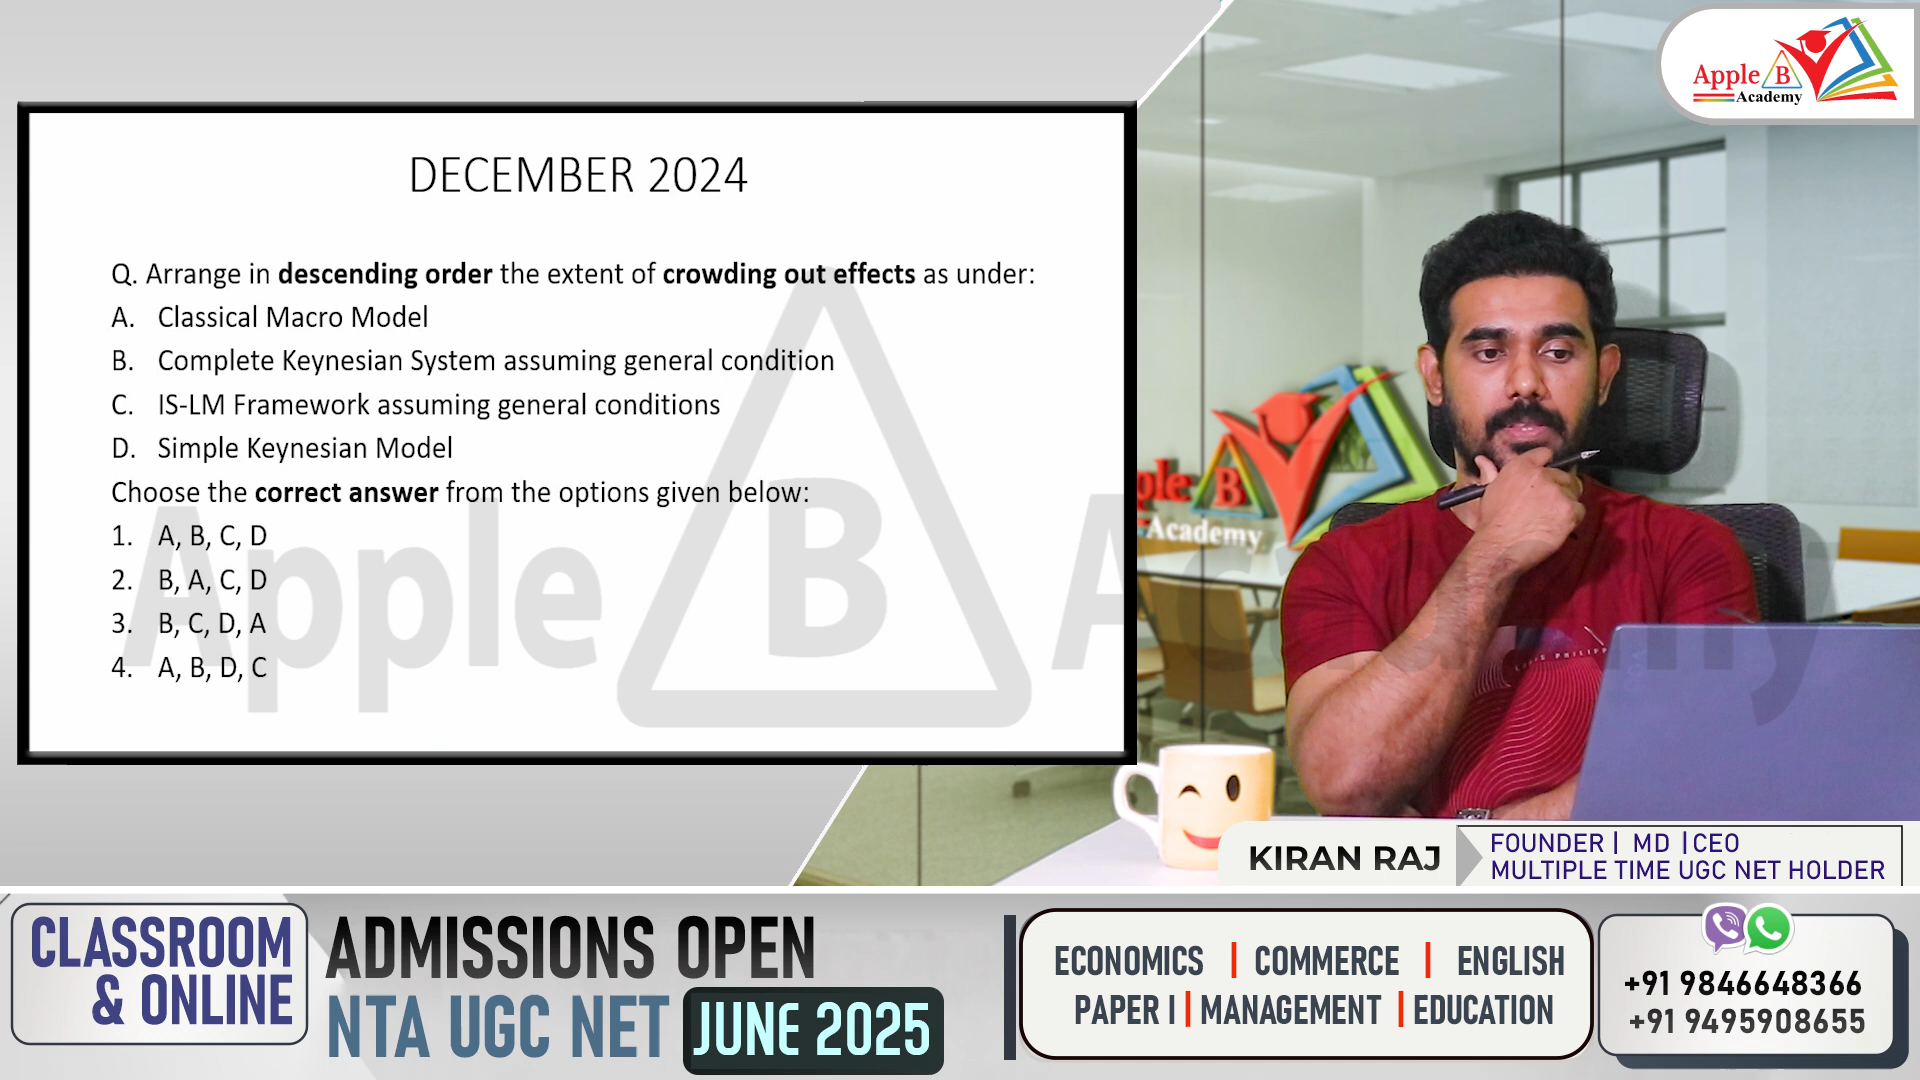 Apple B
Academy
DECEMBER 2024
Q. Arrange in descending order the extent of crowding out effects as under:
A. Classical Macro Model
B. Complete Keynesian System assuming general condition
C. IS-LM Framework assuming general conditions
D. Simple Keynesian Model
Choose the correct answer from the options given below:
1. A, B, C, D
2. B, A, C, D
3. B, C, D, A
4. A, B, D, C
Apple B Academy
ple B
Academy
KIRAN RAJ
FOUNDER | MD | CEO
MULTIPLE TIME UGC NET HOLDER
CLASSROOM
& ONLINE
ADMISSIONS OPEN
NTA UGC NET JUNE 2025
ECONOMICS | COMMERCE | ENGLISH
PAPER I | MANAGEMENT | EDUCATION
+91 9846648366
+91 9495908655